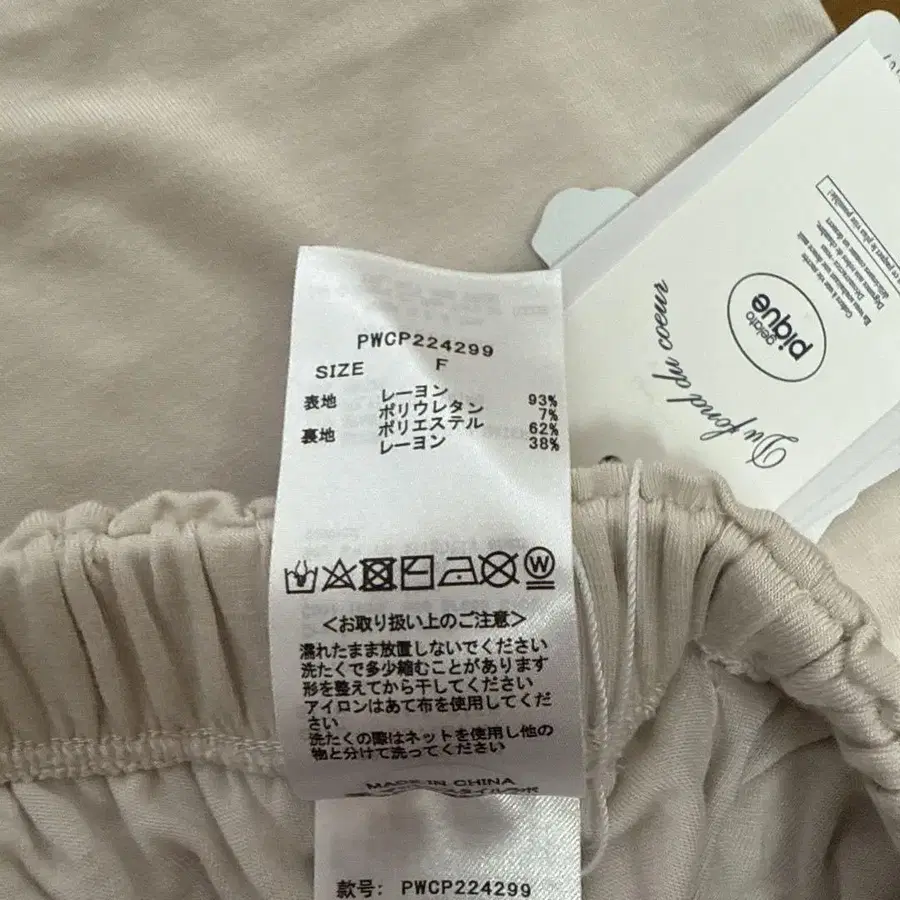 PWCP224299
SIZE F
表地 レーヨン 93%
ポリウレタン 7%
裏地 ポリエステル 62%
レーヨン 38%
W
<お取り扱い上のご注意>
濡れたまま放置しないでください
洗たくで多少縮むことがあります
形を整えてから干してください
アイロンはあて布を使用してくだ
さい
洗たくの際はネットを使用し他の
物と分けて洗ってください
MADE IN CHINA
款号: PWCP224299
gelato
pique
Du fond du coeur